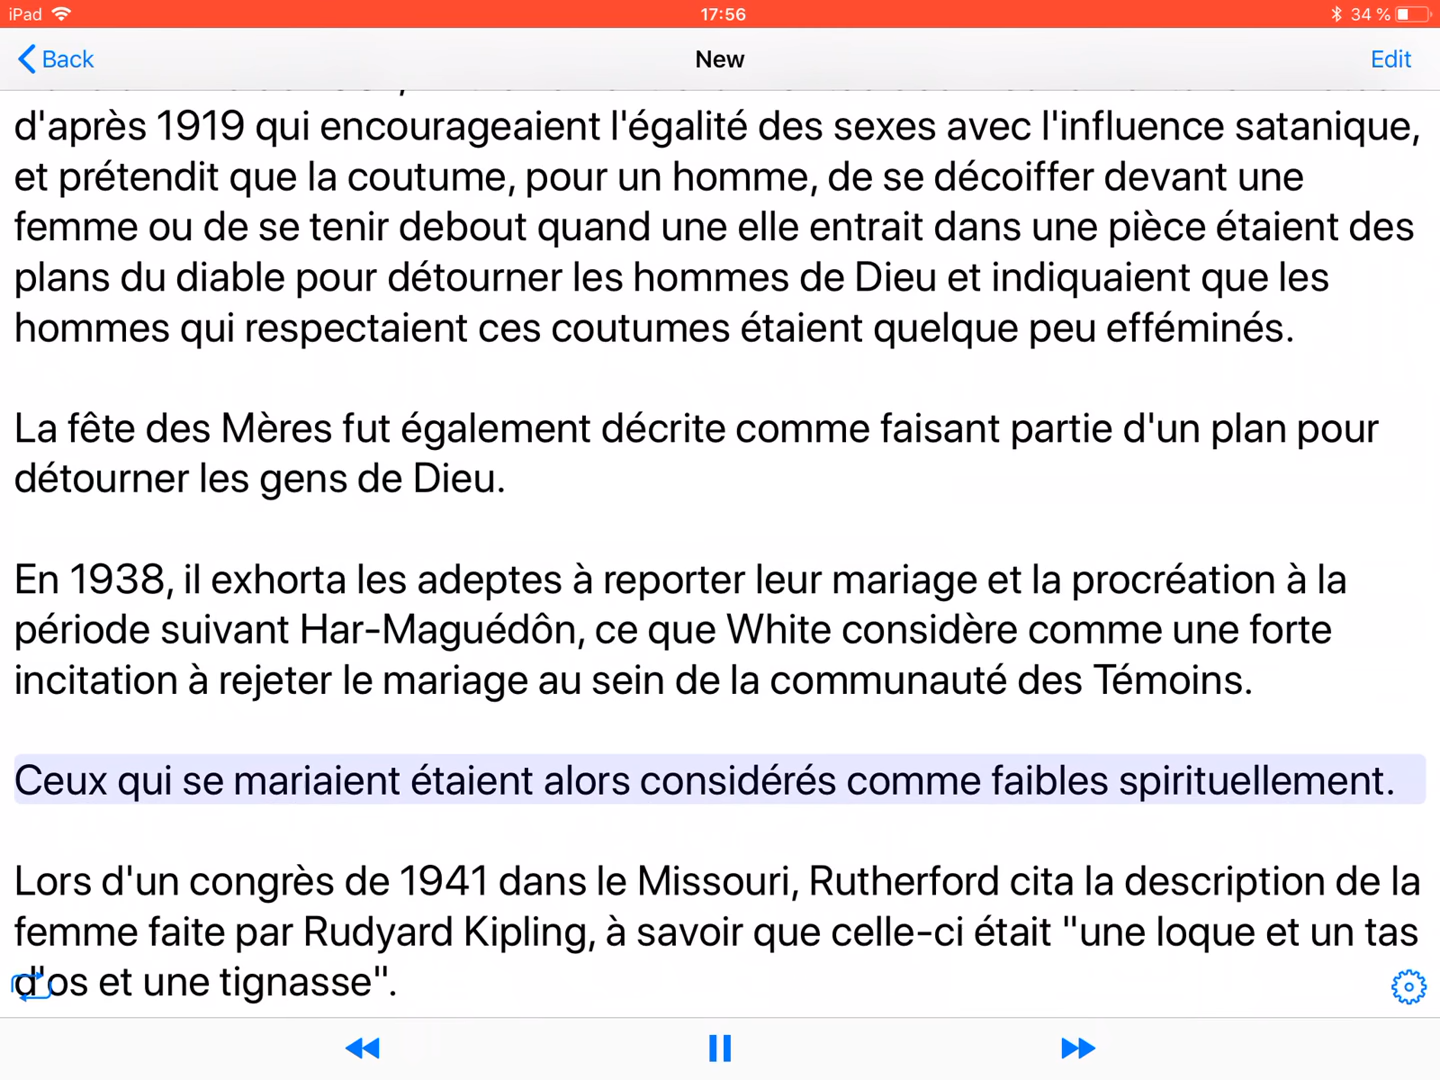 iPad 17:56 34 %
Back New Edit
d'après 1919 qui encourageaient l'égalité des sexes avec l'influence satanique,
et prétendit que la coutume, pour un homme, de se décoiffer devant une
femme ou de se tenir debout quand une elle entrait dans une pièce étaient des
plans du diable pour détourner les hommes de Dieu et indiquaient que les
hommes qui respectaient ces coutumes étaient quelque peu efféminés.
La fête des Mères fut également décrite comme faisant partie d'un plan pour
détourner les gens de Dieu.
En 1938, il exhorta les adeptes à reporter leur mariage et la procréation à la
période suivant Har-Maguédôn, ce que White considère comme une forte
incitation à rejeter le mariage au sein de la communauté des Témoins.
Ceux qui se mariaient étaient alors considérés comme faibles spirituellement.
Lors d'un congrès de 1941 dans le Missouri, Rutherford cita la description de la
femme faite par Rudyard Kipling, à savoir que celle-ci était "une loque et un tas
d'os et une tignasse".